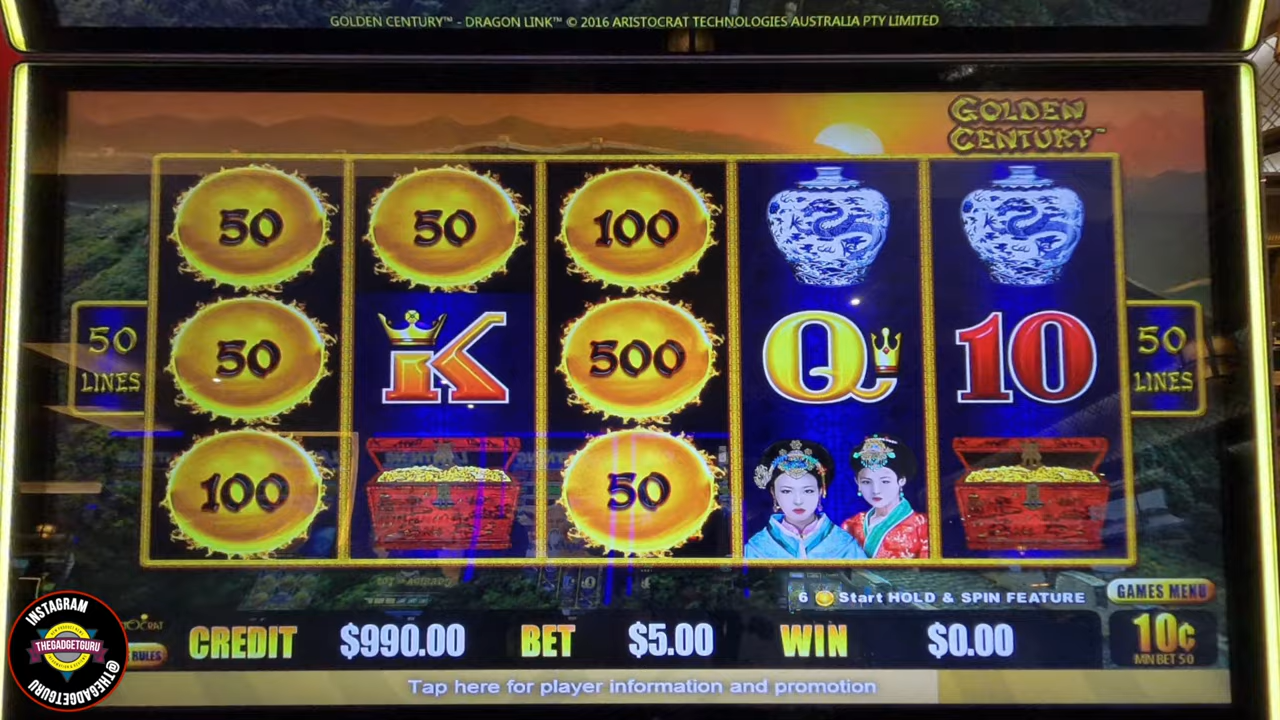 GOLDEN CENTURY™ - DRAGON LINK™ © 2016 ARISTOCRAT TECHNOLOGIES AUSTRALIA PTY LIMITED
GOLDEN
CENTURY™
50 50 100
50 K 500 Q 10
100 50
50
LINES
50
LINES
6 Start HOLD & SPIN FEATURE
GAMES MENU
RULES
CREDIT $990.00 BET $5.00 WIN $0.00
10¢
MIN BET 50
Tap here for player information and promotion
INSTAGRAM
THEGADGETGURU
@THEGADGETGURU